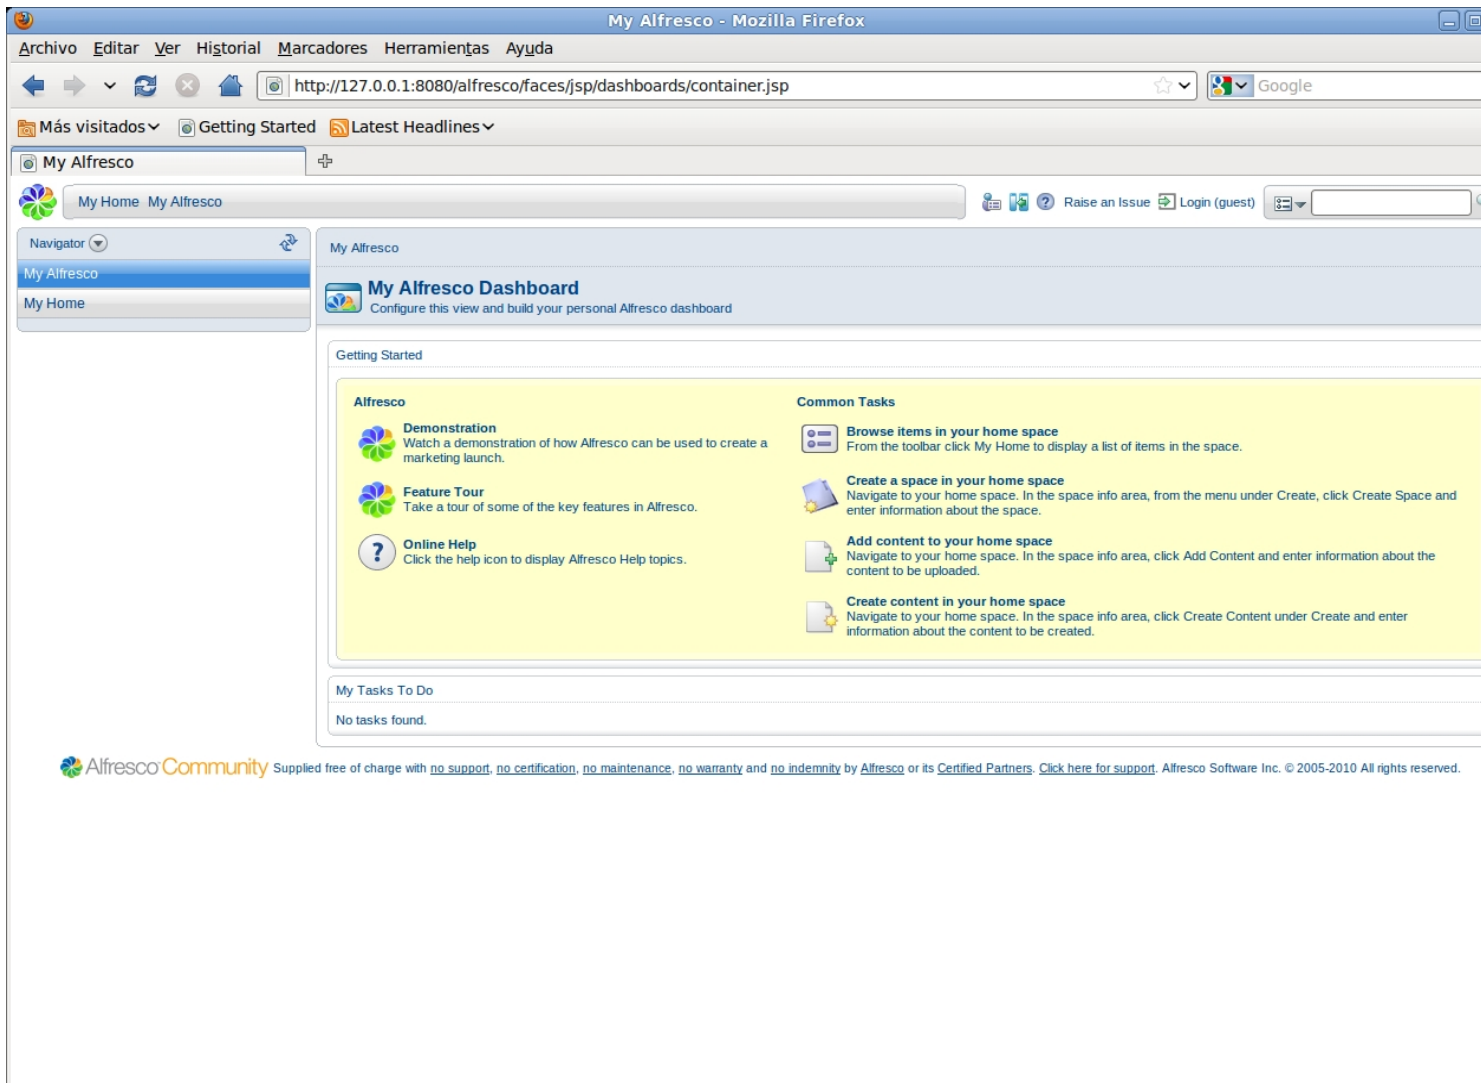 My Alfresco - Mozilla Firefox
Archivo Editar Ver Historial Marcadores Herramientas Ayuda
http://127.0.0.1:8080/alfresco/faces/jsp/dashboards/container.jsp Google
Más visitados Getting Started Latest Headlines
My Alfresco
My Home My Alfresco Raise an Issue Login (guest)
Navigator
My Alfresco
My Home
My Alfresco
My Alfresco Dashboard
Configure this view and build your personal Alfresco dashboard
Getting Started
Alfresco
Demonstration
Watch a demonstration of how Alfresco can be used to create a
marketing launch.
Feature Tour
Take a tour of some of the key features in Alfresco.
Online Help
Click the help icon to display Alfresco Help topics.
Common Tasks
Browse items in your home space
From the toolbar click My Home to display a list of items in the space.
Create a space in your home space
Navigate to your home space. In the space info area, from the menu under Create, click Create Space and
enter information about the space.
Add content to your home space
Navigate to your home space. In the space info area, click Add Content and enter information about the
content to be uploaded.
Create content in your home space
Navigate to your home space. In the space info area, click Create Content under Create and enter
information about the content to be created.
My Tasks To Do
No tasks found.
Alfresco Community Supplied free of charge with no support, no certification, no maintenance, no warranty and no indemnity by Alfresco or its Certified Partners. Click here for support. Alfresco Software Inc. © 2005-2010 All rights reserved.